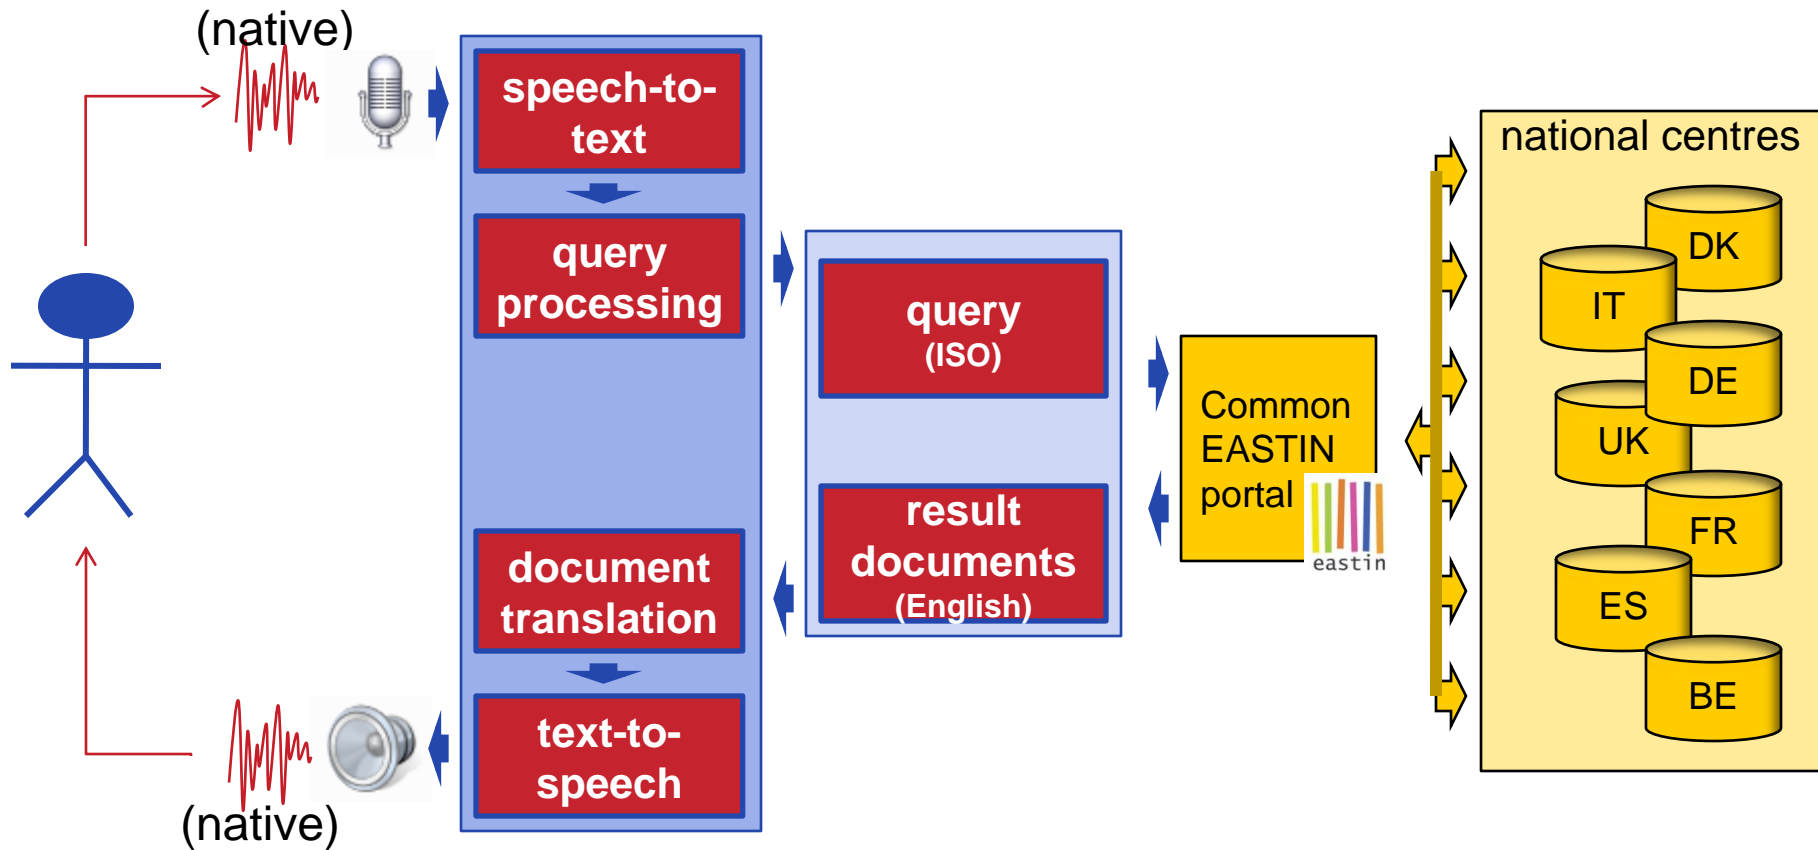 (native)
speech-to-
text
query
processing
document
translation
text-to-
speech
(native)
query
(ISO)
result
documents
(English)
Common
EASTIN
portal
eastin
national centres
DK
IT
DE
UK
FR
ES
BE